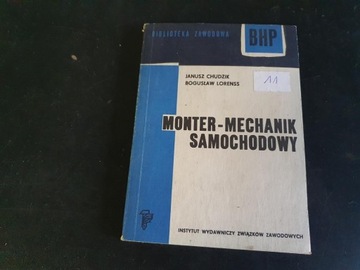 BIBLIOTEKA ZAWODOWA
BHP
JANUSZ CHUDZIK
BOGUSŁAW LORENSS
11
MONTER-MECHANIK
SAMOCHODOWY
INSTYTUT WYDAWNICZY ZWIĄZKÓW ZAWODOWYCH